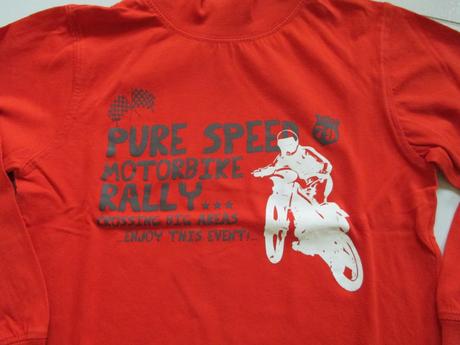 PURE SPEED
MOTORBIKE
RALLY...
CROSSING BIG AREAS
...ENJOY THIS EVENT!...